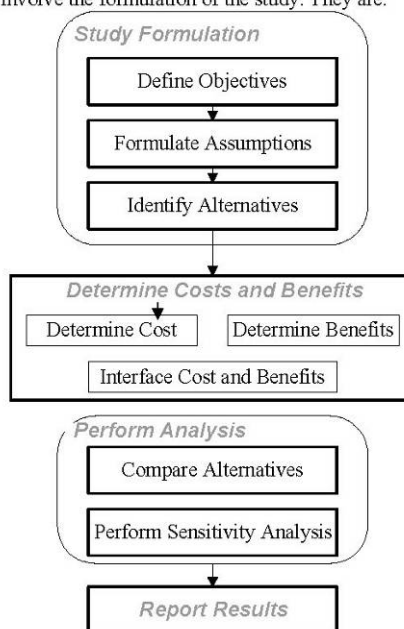 involve the formulation of the study. They are:
Study Formulation
Define Objectives
Formulate Assumptions
Identify Alternatives
Determine Costs and Benefits
Determine Cost
Determine Benefits
Interface Cost and Benefits
Perform Analysis
Compare Alternatives
Perform Sensitivity Analysis
Report Results